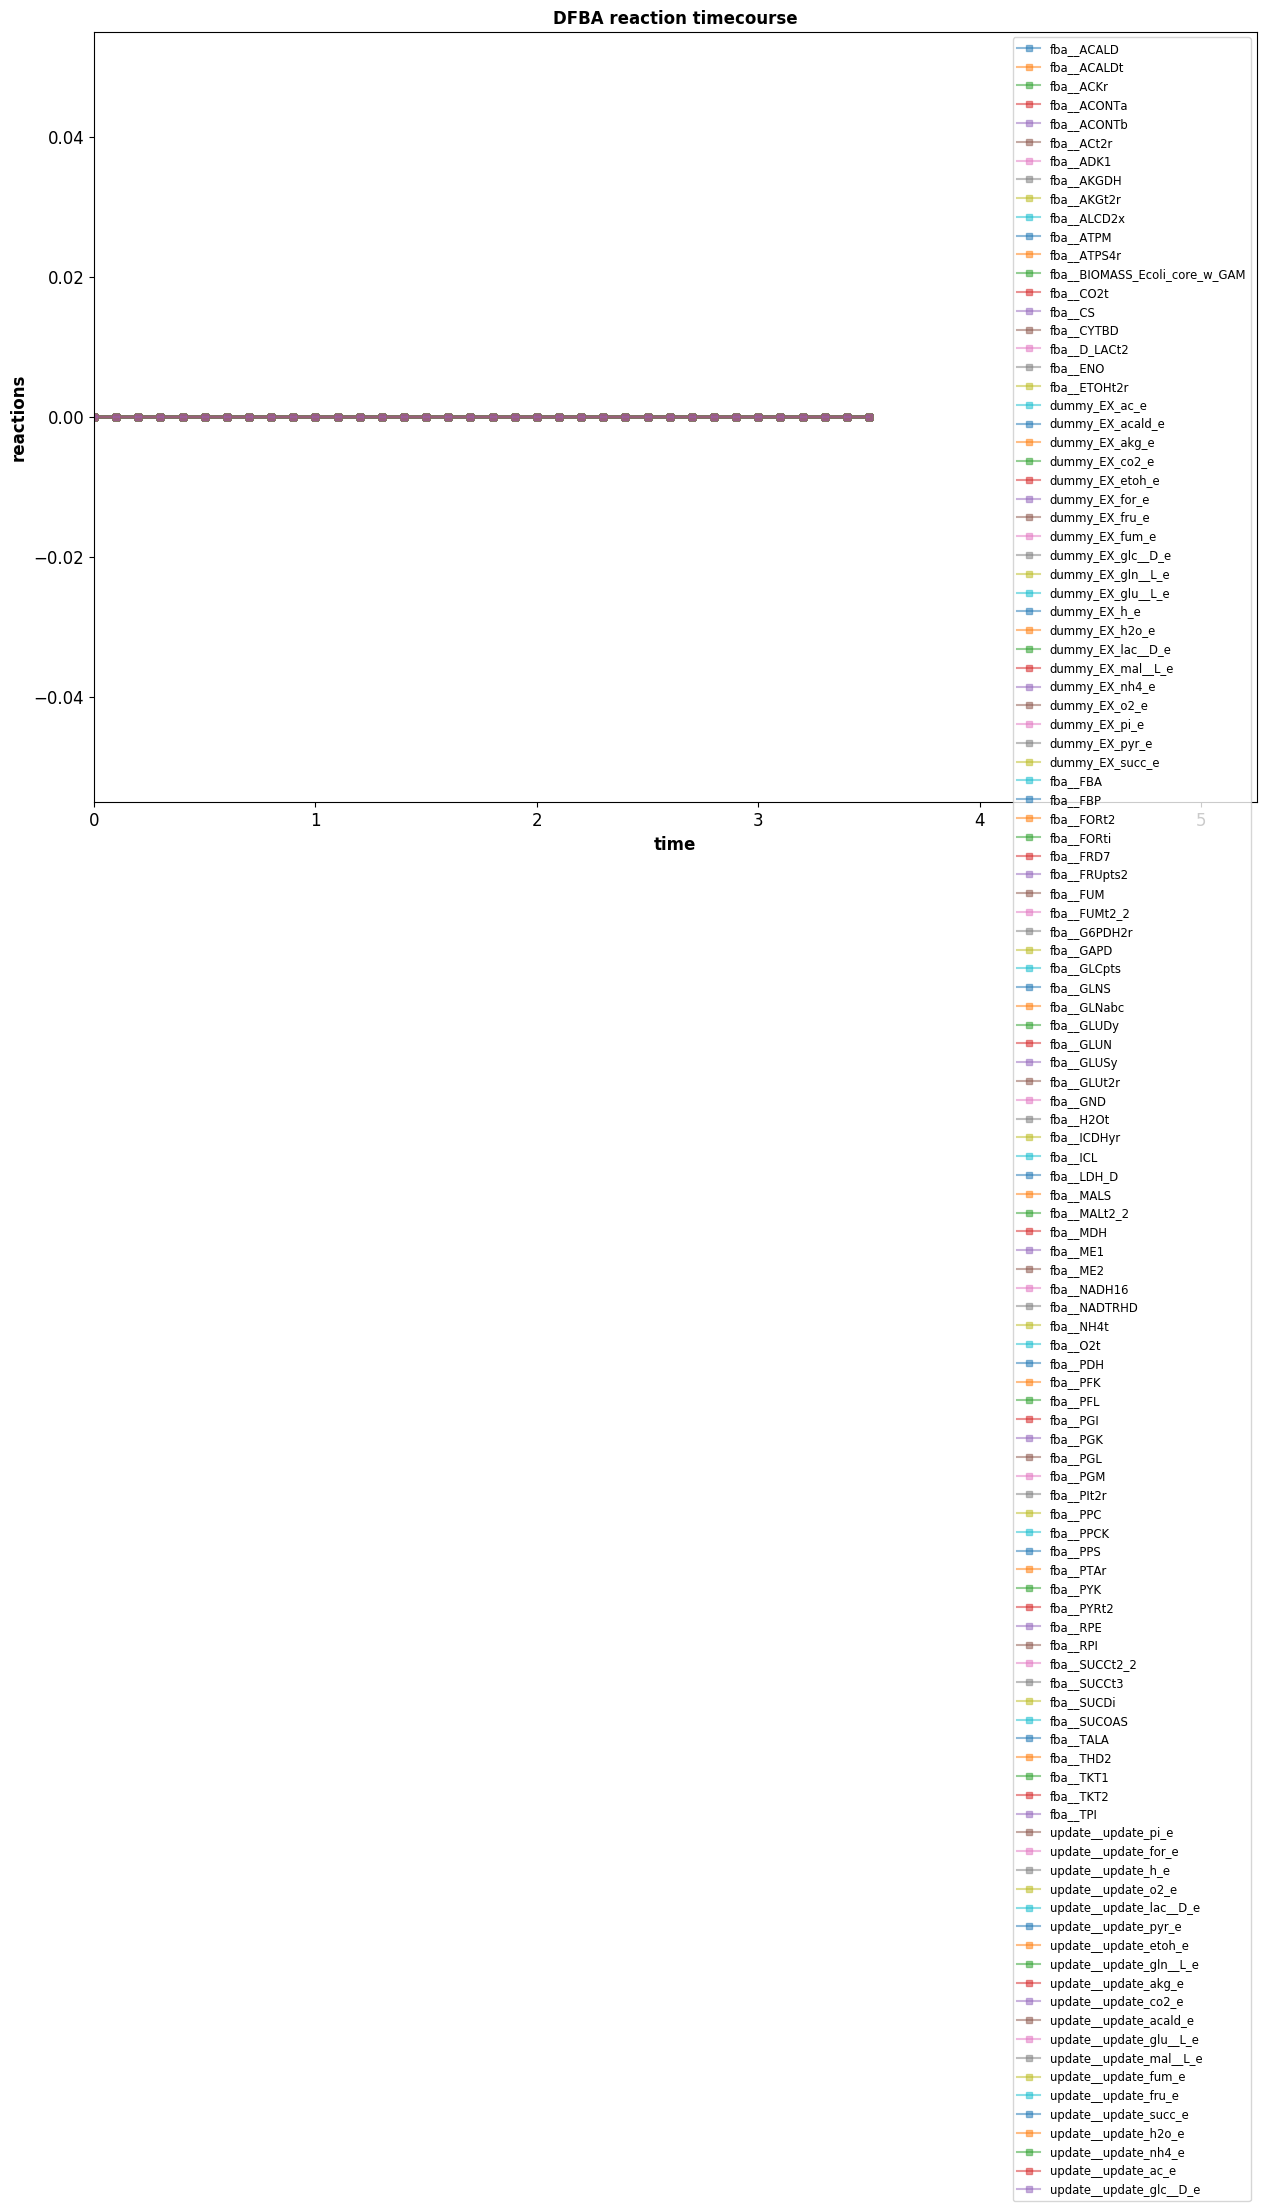 DFBA reaction timecourse
0.04
0.02
0.00
−0.02
−0.04
reactions
0
1
2
3
4
5
time
fba__ACALD
fba__ACALDt
fba__ACKr
fba__ACONTa
fba__ACONTb
fba__ACt2r
fba__ADK1
fba__AKGDH
fba__AKGt2r
fba__ALCD2x
fba__ATPM
fba__ATPS4r
fba__BIOMASS_Ecoli_core_w_GAM
fba__CO2t
fba__CS
fba__CYTBD
fba__D_LACt2
fba__ENO
fba__ETOHt2r
dummy_EX_ac_e
dummy_EX_acald_e
dummy_EX_akg_e
dummy_EX_co2_e
dummy_EX_etoh_e
dummy_EX_for_e
dummy_EX_fru_e
dummy_EX_fum_e
dummy_EX_glc__D_e
dummy_EX_gln__L_e
dummy_EX_glu__L_e
dummy_EX_h_e
dummy_EX_h2o_e
dummy_EX_lac__D_e
dummy_EX_mal__L_e
dummy_EX_nh4_e
dummy_EX_o2_e
dummy_EX_pi_e
dummy_EX_pyr_e
dummy_EX_succ_e
fba__FBA
fba__FBP
fba__FORt2
fba__FORti
fba__FRD7
fba__FRUpts2
fba__FUM
fba__FUMt2_2
fba__G6PDH2r
fba__GAPD
fba__GLCpts
fba__GLNS
fba__GLNabc
fba__GLUDy
fba__GLUN
fba__GLUSy
fba__GLUt2r
fba__GND
fba__H2Ot
fba__ICDHyr
fba__ICL
fba__LDH_D
fba__MALS
fba__MALt2_2
fba__MDH
fba__ME1
fba__ME2
fba__NADH16
fba__NADTRHD
fba__NH4t
fba__O2t
fba__PDH
fba__PFK
fba__PFL
fba__PGI
fba__PGK
fba__PGL
fba__PGM
fba__PIt2r
fba__PPC
fba__PPCK
fba__PPS
fba__PTAr
fba__PYK
fba__PYRt2
fba__RPE
fba__RPI
fba__SUCCt2_2
fba__SUCCt3
fba__SUCDi
fba__SUCOAS
fba__TALA
fba__THD2
fba__TKT1
fba__TKT2
fba__TPI
update__update_pi_e
update__update_for_e
update__update_h_e
update__update_o2_e
update__update_lac__D_e
update__update_pyr_e
update__update_etoh_e
update__update_gln__L_e
update__update_akg_e
update__update_co2_e
update__update_acald_e
update__update_glu__L_e
update__update_mal__L_e
update__update_fum_e
update__update_fru_e
update__update_succ_e
update__update_h2o_e
update__update_nh4_e
update__update_ac_e
update__update_glc__D_e